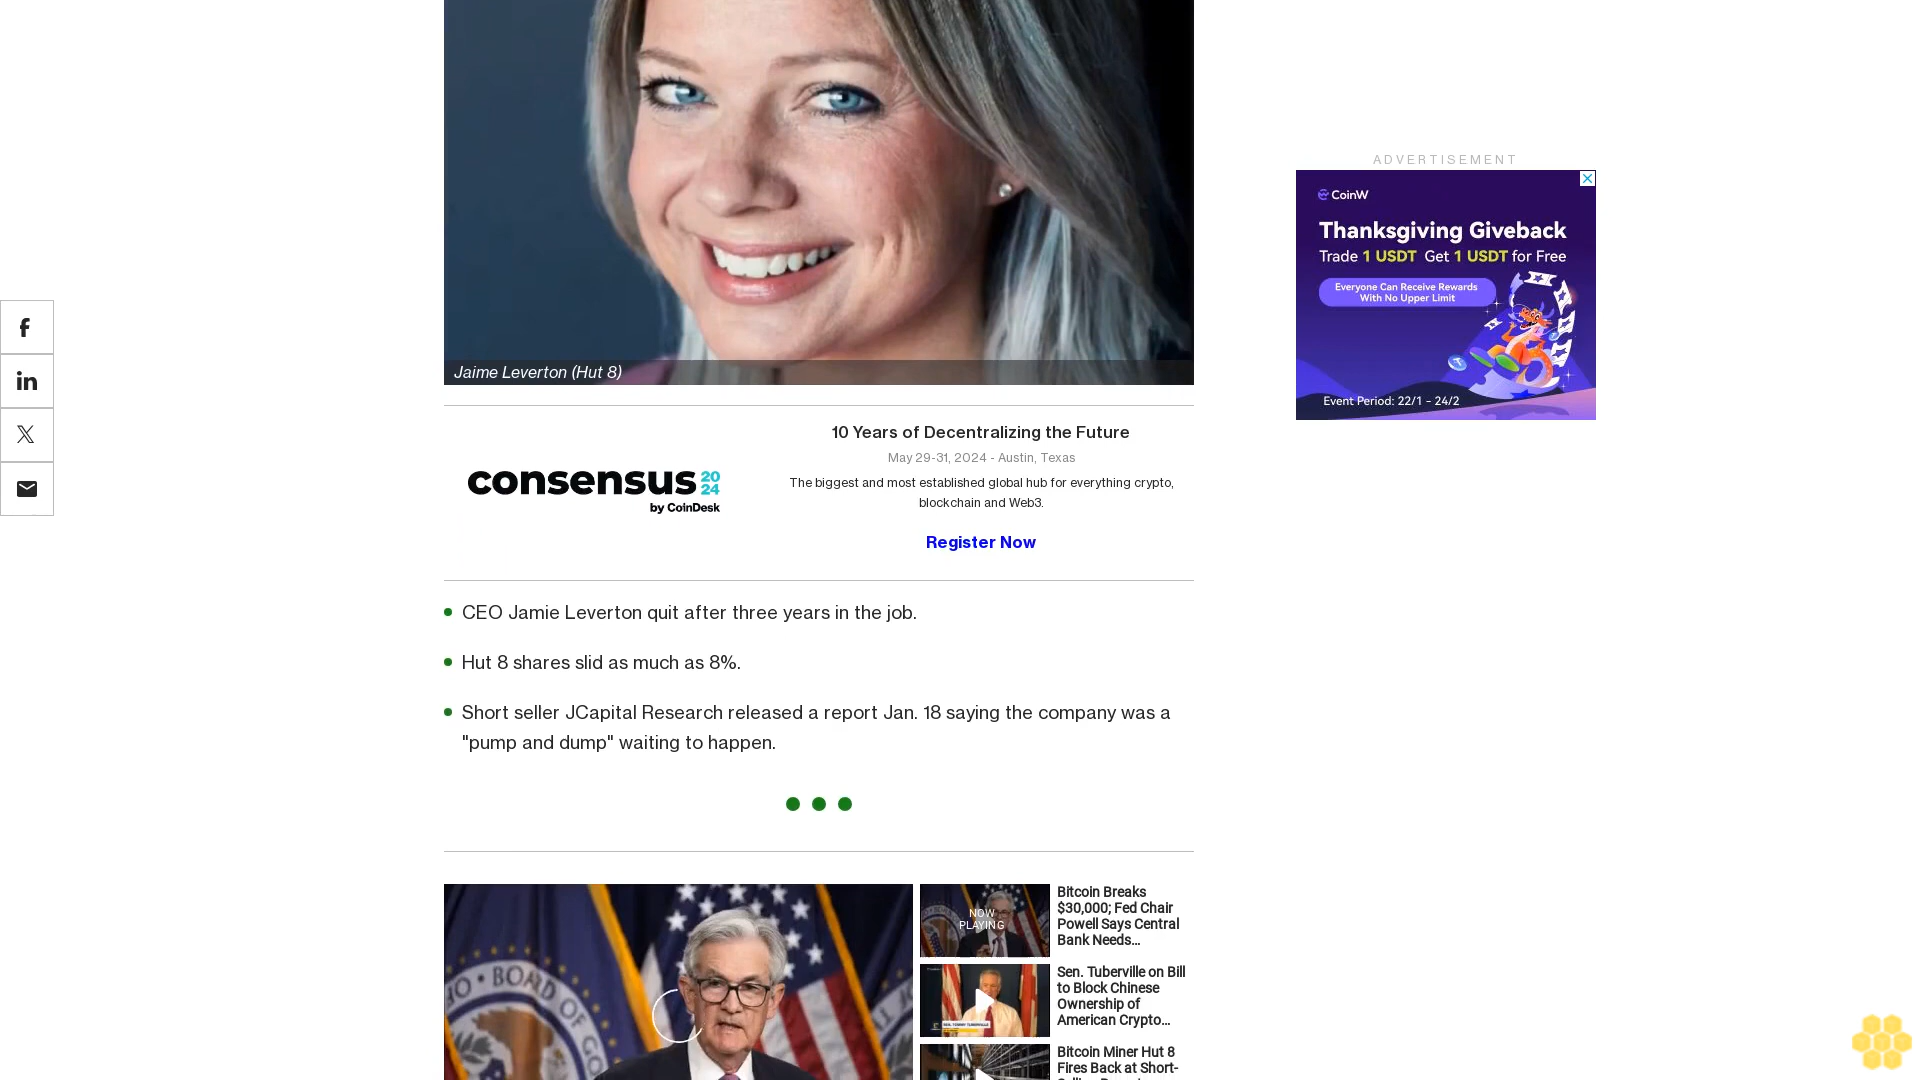 Jaime Leverton (Hut 8)
ADVERTISEMENT
CoinW
Thanksgiving Giveback
Trade 1 USDT Get 1 USDT for Free
Everyone Can Receive Rewards
With No Upper Limit
Event Period: 22/1 - 24/2
10 Years of Decentralizing the Future
May 29-31, 2024 - Austin, Texas
The biggest and most established global hub for everything crypto,
blockchain and Web3.
Register Now
consensus 2024
by CoinDesk
CEO Jamie Leverton quit after three years in the job.
Hut 8 shares slid as much as 8%.
Short seller JCapital Research released a report Jan. 18 saying the company was a
"pump and dump" waiting to happen.
BOARD OF GO
NOW
PLAYING
Bitcoin Breaks
$30,000; Fed Chair
Powell Says Central
Bank Needs...
Sen. Tuberville on Bill
to Block Chinese
Ownership of
American Crypto...
SEN. TOMMY TUBERVILLE
Bitcoin Miner Hut 8
Fires Back at Short-